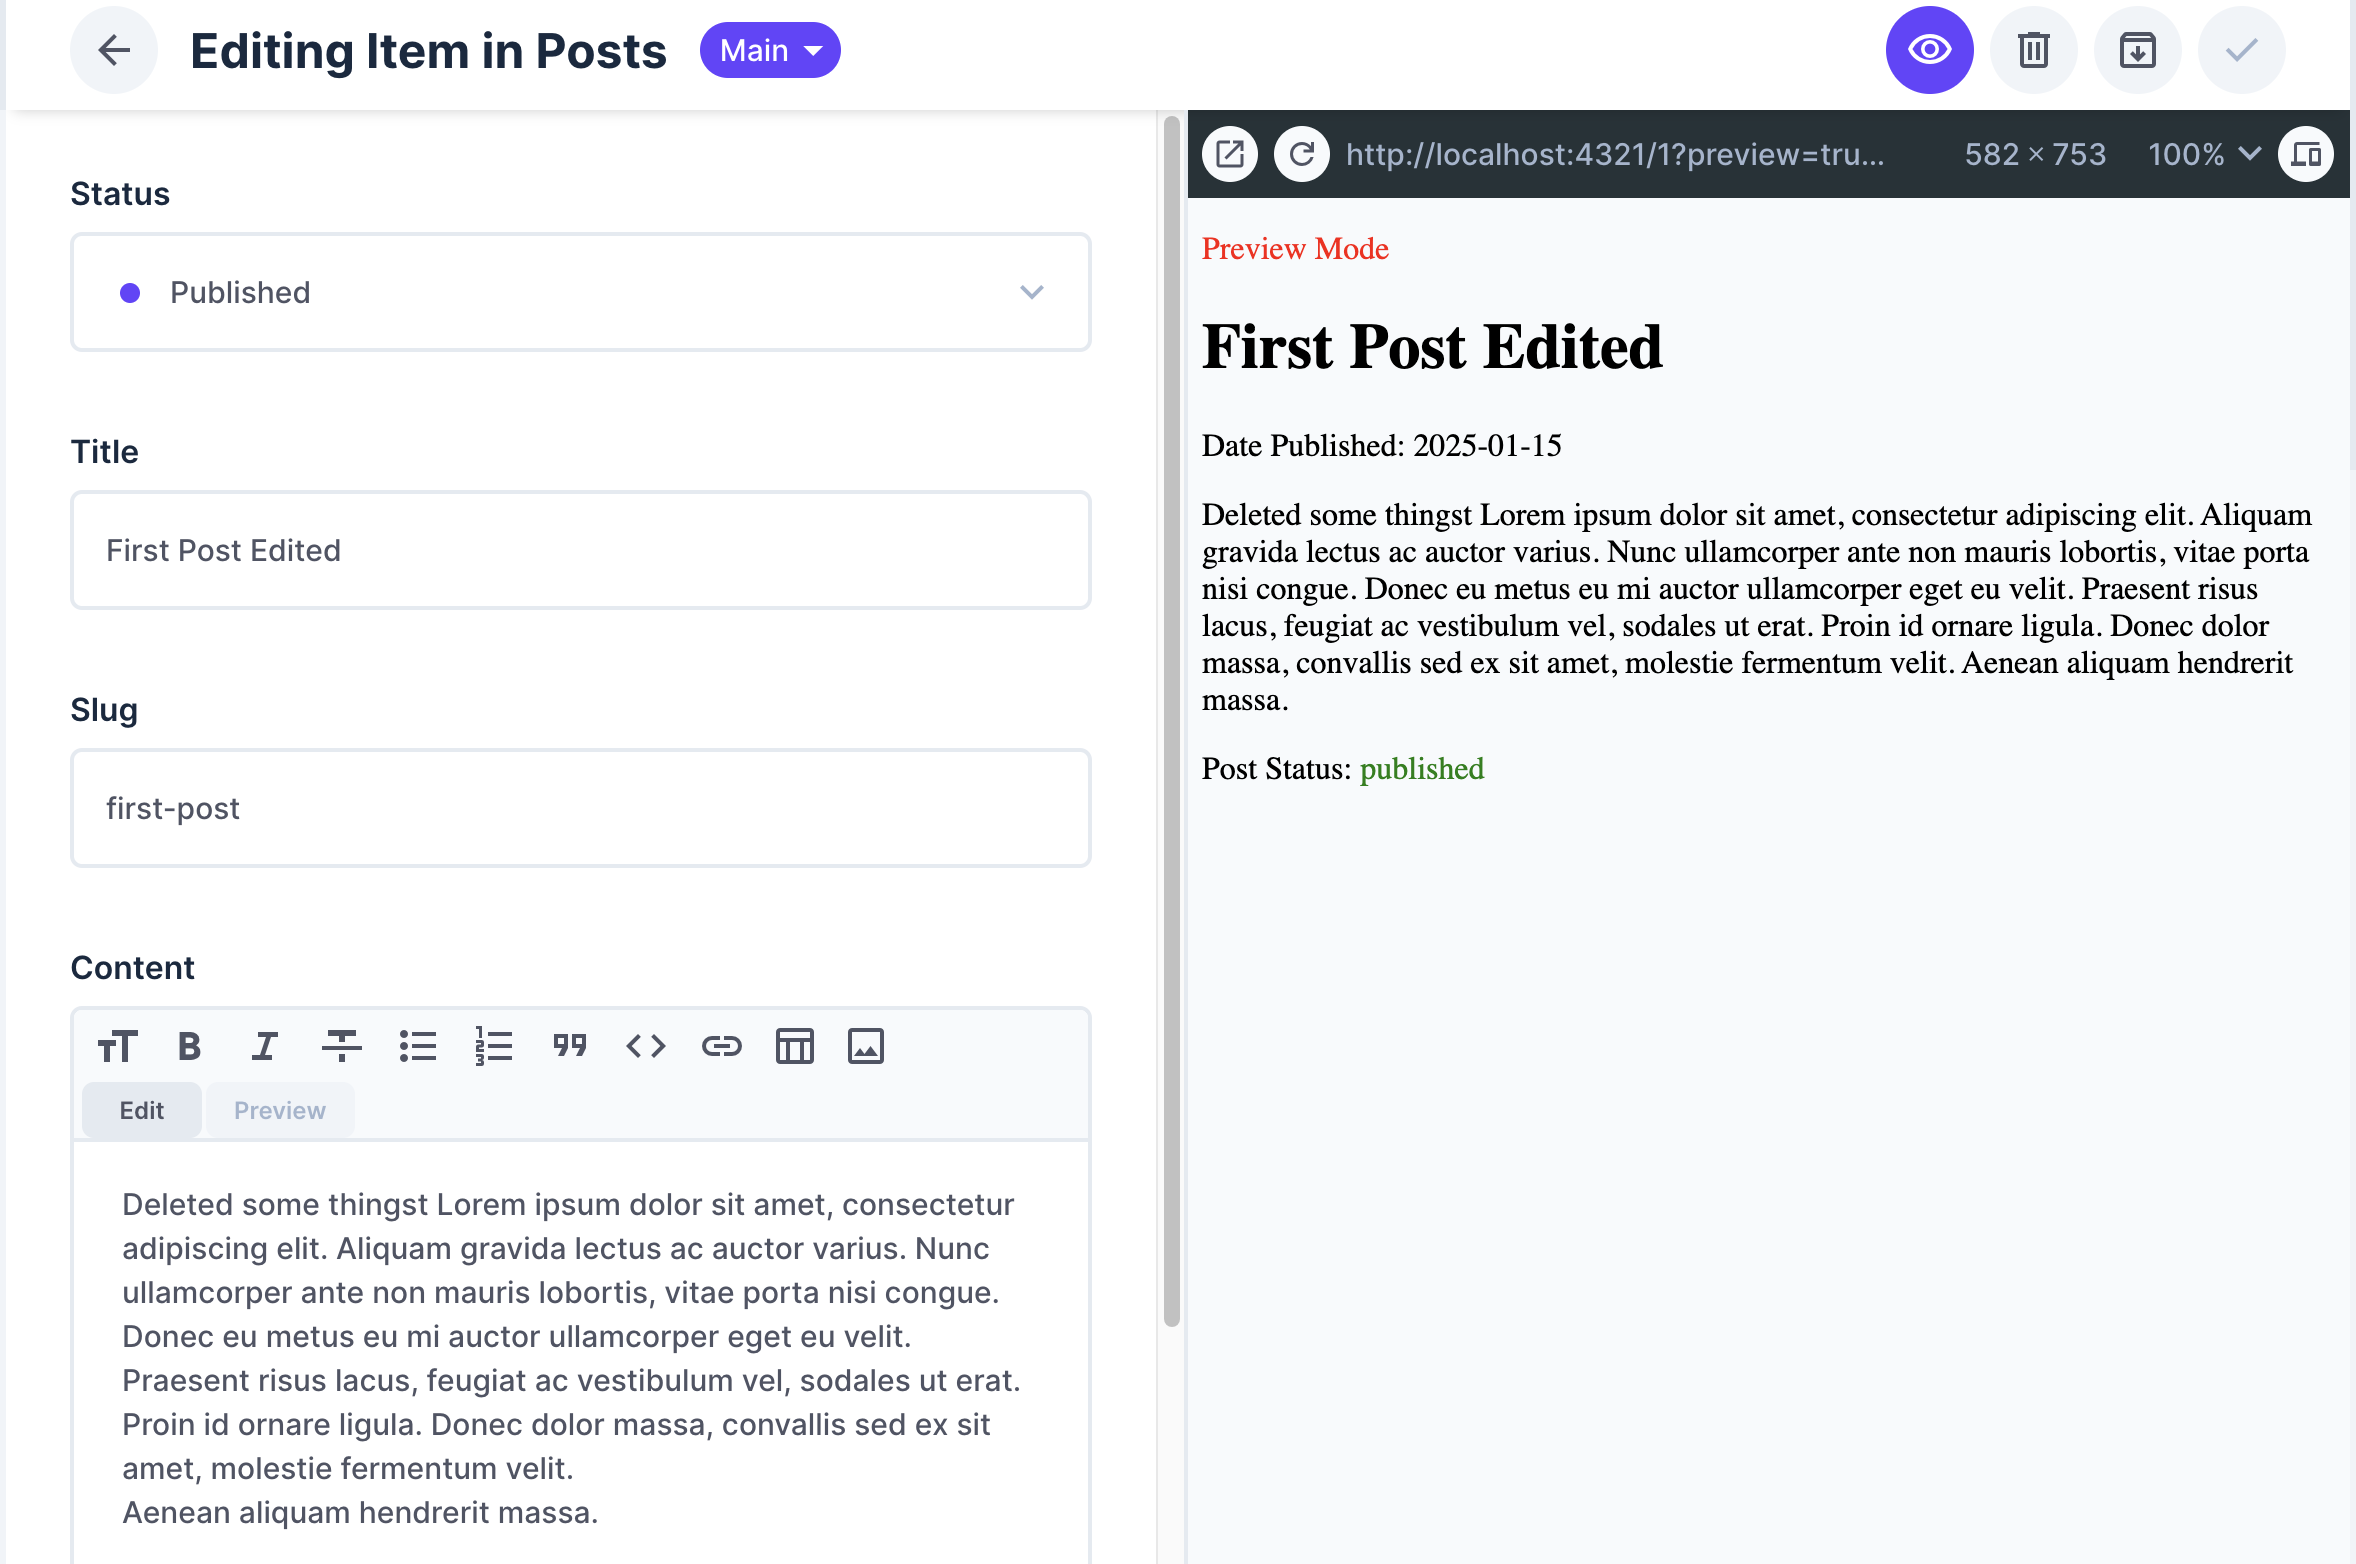 Editing Item in Posts
Main
Status
Published
Title
First Post Edited
Slug
first-post
Content
Edit
Preview
Deleted some thingst Lorem ipsum dolor sit amet, consectetur
adipiscing elit. Aliquam gravida lectus ac auctor varius. Nunc
ullamcorper ante non mauris lobortis, vitae porta nisi congue.
Donec eu metus eu mi auctor ullamcorper eget eu velit.
Praesent risus lacus, feugiat ac vestibulum vel, sodales ut erat.
Proin id ornare ligula. Donec dolor massa, convallis sed ex sit
amet, molestie fermentum velit.
Aenean aliquam hendrerit massa.
http://localhost:4321/1?preview=tru...
582 × 753
100%
Preview Mode
First Post Edited
Date Published: 2025-01-15
Deleted some thingst Lorem ipsum dolor sit amet, consectetur adipiscing elit. Aliquam
gravida lectus ac auctor varius. Nunc ullamcorper ante non mauris lobortis, vitae porta
nisi congue. Donec eu metus eu mi auctor ullamcorper eget eu velit. Praesent risus
lacus, feugiat ac vestibulum vel, sodales ut erat. Proin id ornare ligula. Donec dolor
massa, convallis sed ex sit amet, molestie fermentum velit. Aenean aliquam hendrerit
massa.
Post Status: published